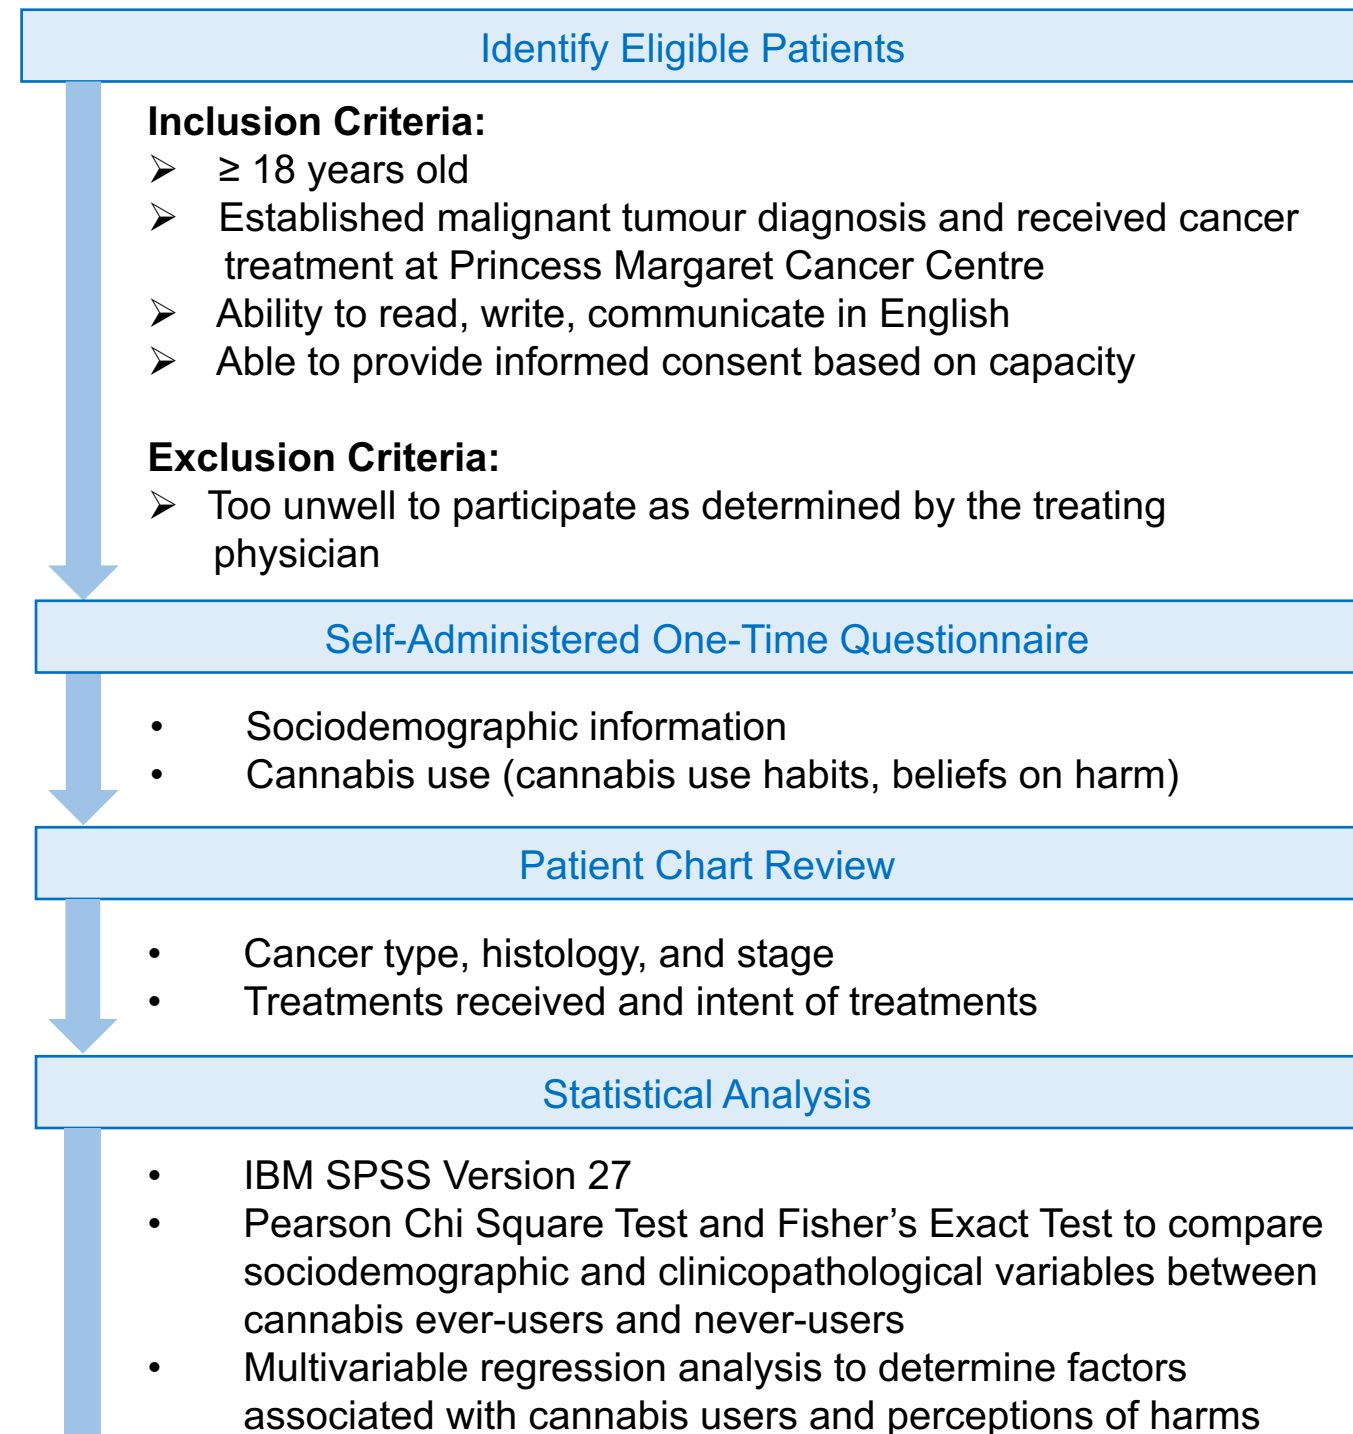 Identify Eligible Patients
Inclusion Criteria:
➢ ≥ 18 years old
➢ Established malignant tumour diagnosis and received cancer
treatment at Princess Margaret Cancer Centre
➢ Ability to read, write, communicate in English
➢ Able to provide informed consent based on capacity
Exclusion Criteria:
➢ Too unwell to participate as determined by the treating
physician
Self-Administered One-Time Questionnaire
• Sociodemographic information
• Cannabis use (cannabis use habits, beliefs on harm)
Patient Chart Review
• Cancer type, histology, and stage
• Treatments received and intent of treatments
Statistical Analysis
• IBM SPSS Version 27
• Pearson Chi Square Test and Fisher’s Exact Test to compare
sociodemographic and clinicopathological variables between
cannabis ever-users and never-users
• Multivariable regression analysis to determine factors
associated with cannabis users and perceptions of harms